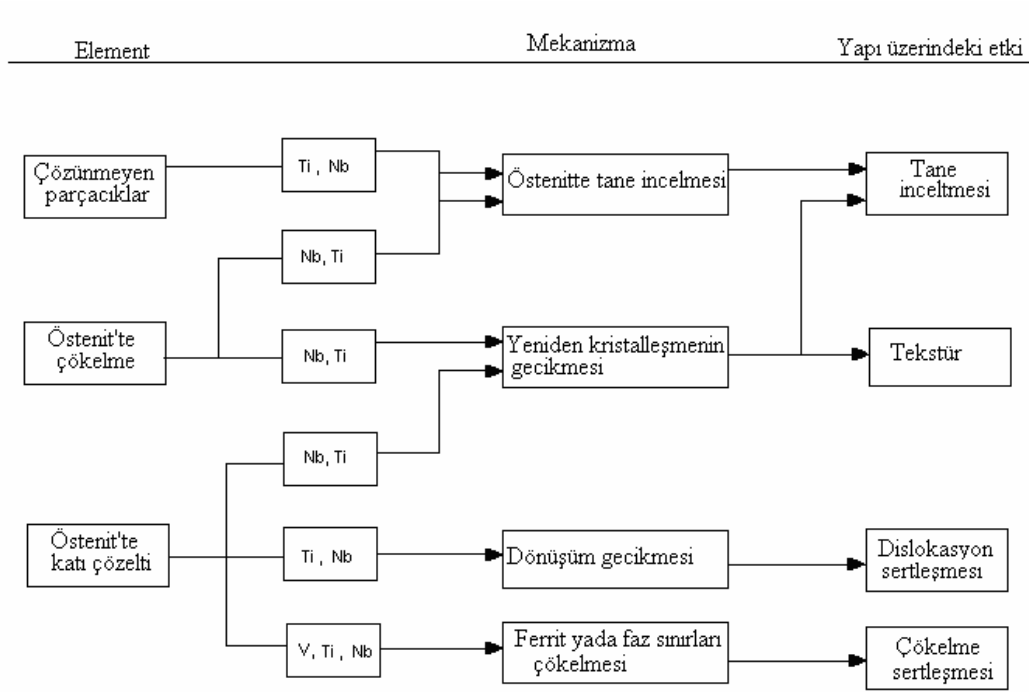 Element Mekanizma Yapı üzerindeki etki
Çözünmeyen
parçacıklar
Ti , Nb
Östenitte tane incelmesi
Tane
inceltmesi
Nb, Ti
Östenit'te
çökelme
Nb, Ti
Yeniden kristalleşmenin
gecikmesi
Tekstür
Nb, Ti
Östenit'te
katı çözelti
Ti , Nb
Dönüşüm gecikmesi
Dislokasyon
sertleşmesi
V, Ti , Nb
Ferrit yada faz sınırları
çökelmesi
Çökelme
sertleşmesi